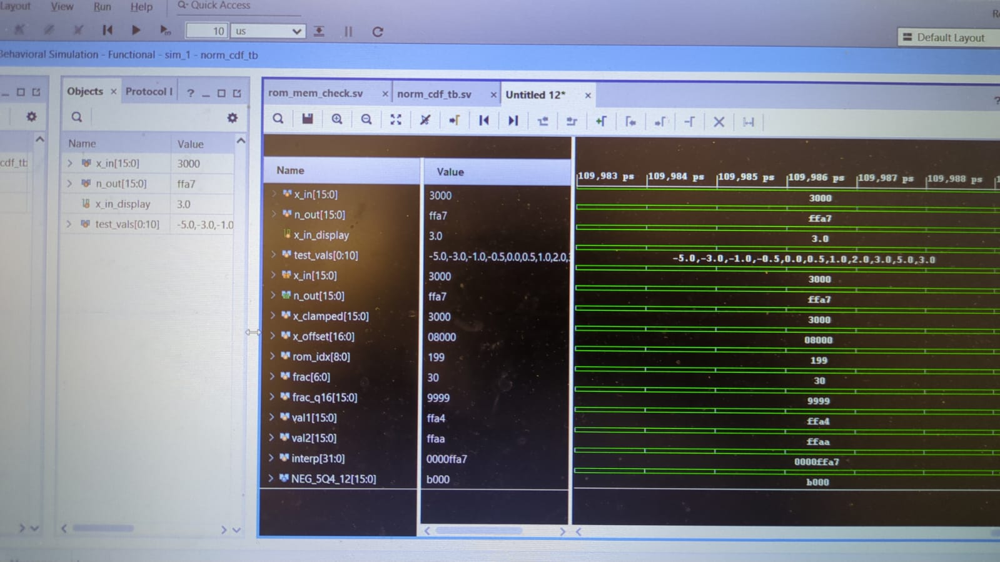 Layout View Run Help Quick Access
10 us
Default Layout
Behavioral Simulation - Functional - sim_1 - norm_cdf_tb
Objects × Protocol I ?
Name Value
cdf_tb
x_in[15:0] 3000
n_out[15:0] ffa7
x_in_display 3.0
test_vals[0:10] -5.0,-3.0,-1.0
rom_mem_check.sv × norm_cdf_tb.sv × Untitled 12* ×
?
Name Value
109,983 ps 109,984 ps 109,985 ps 109,986 ps 109,987 ps 109,988 ps
x_in[15:0] 3000 3000
n_out[15:0] ffa7 ffa7
x_in_display 3.0 3.0
test_vals[0:10] -5.0,-3.0,-1.0,-0.5,0.0,0.5,1.0,2.0, -5.0,-3.0,-1.0,-0.5,0.0,0.5,1.0,2.0,3.0,5.0,3.0
x_in[15:0] 3000 3000
n_out[15:0] ffa7 ffa7
x_clamped[15:0] 3000 3000
x_offset[16:0] 08000 08000
rom_idx[8:0] 199 199
frac[6:0] 30 30
frac_q16[15:0] 9999 9999
val1[15:0] ffa4 ffa4
val2[15:0] ffaa ffaa
interp[31:0] 0000ffa7 0000ffa7
NEG_5Q4_12[15:0] b000 b000